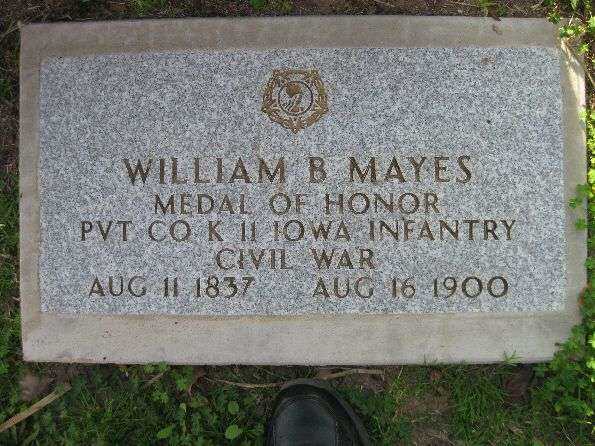 WILLIAM B MAYES
MEDAL OF HONOR
PVT CO K 11 IOWA INFANTRY
CIVIL WAR
AUG 11 1837 AUG 16 1900